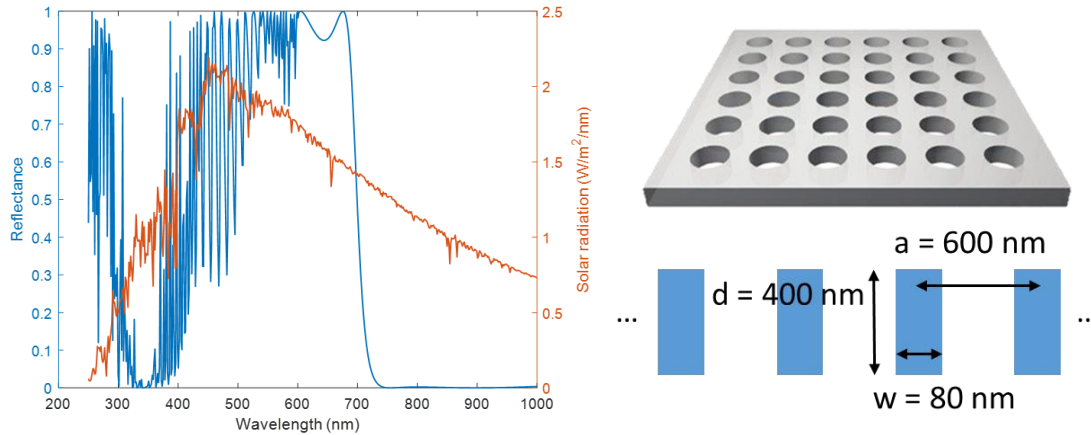 1
0.9
0.8
0.7
0.6
0.5
0.4
0.3
0.2
0.1
0
Reflectance
200 300 400 500 600 700 800 900 1000
Wavelength (nm)
2.5
2
1.5
1
0.5
0
Solar radiation (W/m²/nm)
a = 600 nm
d = 400 nm
... ..
w = 80 nm